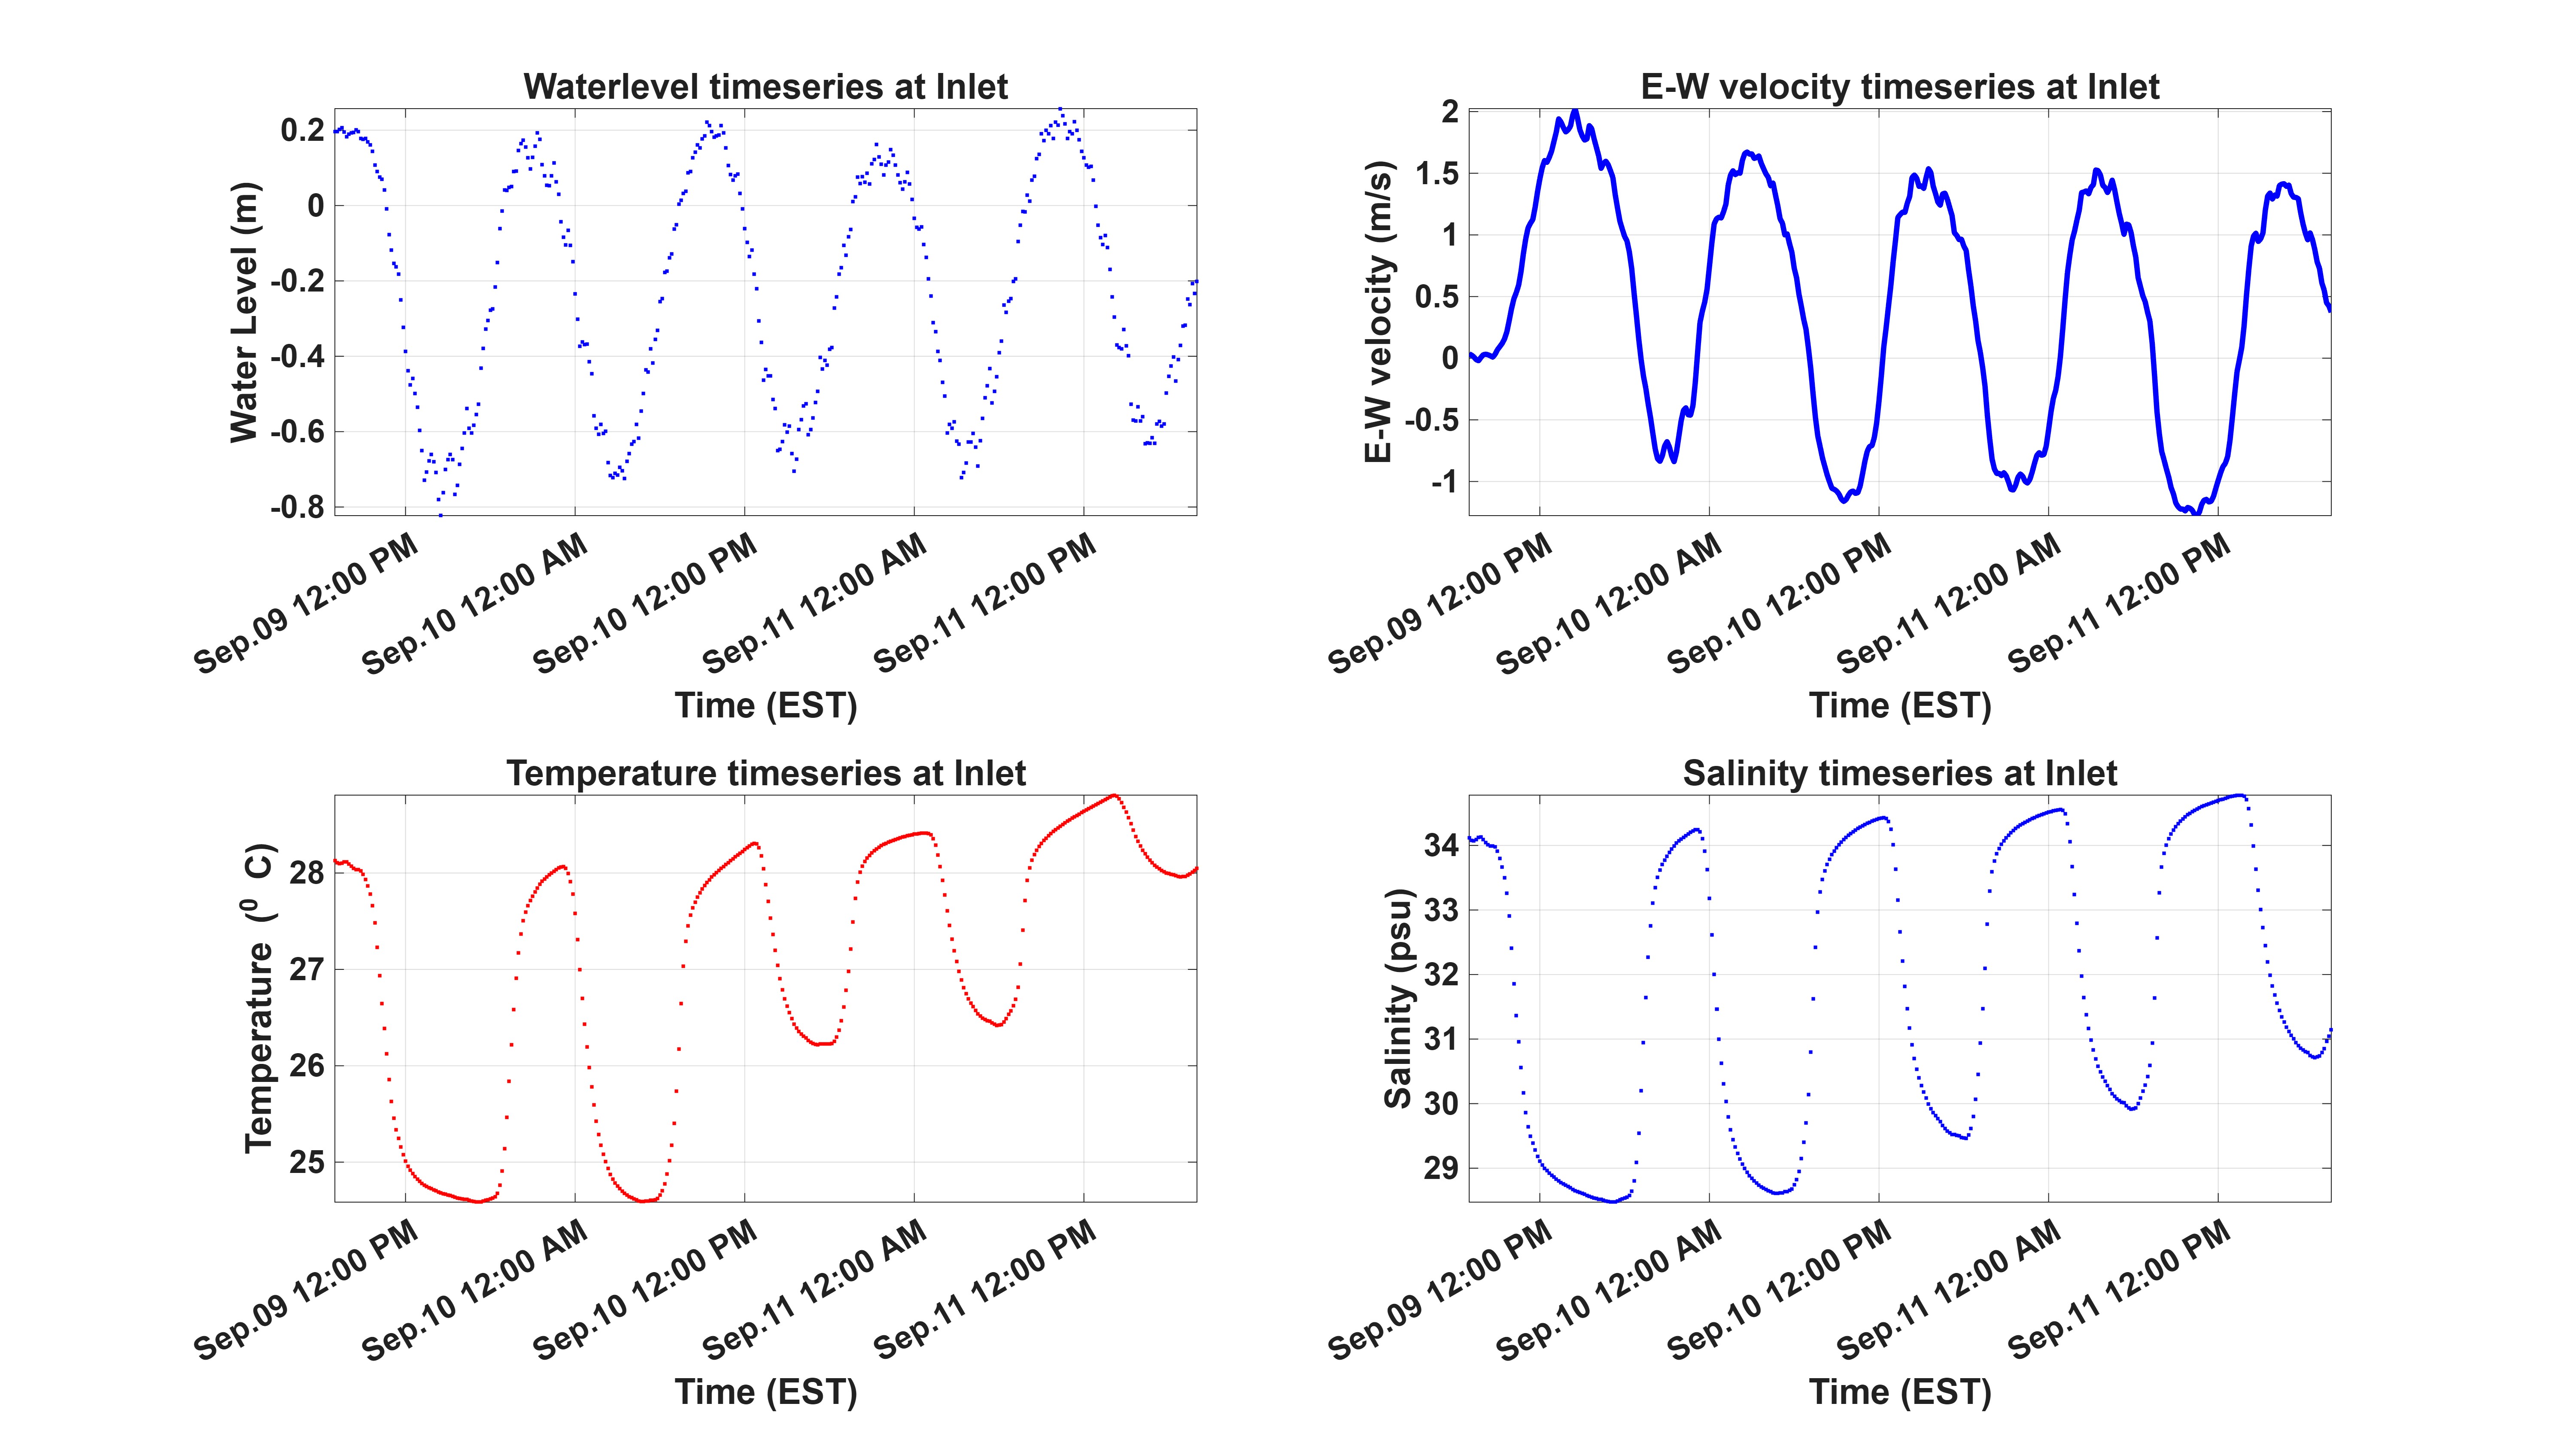 Waterlevel timeseries at Inlet
Water Level (m)
0.2
0
-0.2
-0.4
-0.6
-0.8
Sep.09 12:00 PM
Sep.10 12:00 AM
Sep.10 12:00 PM
Sep.11 12:00 AM
Sep.11 12:00 PM
Time (EST)
E-W velocity timeseries at Inlet
E-W velocity (m/s)
2
1.5
1
0.5
0
-0.5
-1
Sep.09 12:00 PM
Sep.10 12:00 AM
Sep.10 12:00 PM
Sep.11 12:00 AM
Sep.11 12:00 PM
Time (EST)
Temperature timeseries at Inlet
Temperature (⁰ C)
28
27
26
25
Sep.09 12:00 PM
Sep.10 12:00 AM
Sep.10 12:00 PM
Sep.11 12:00 AM
Sep.11 12:00 PM
Time (EST)
Salinity timeseries at Inlet
Salinity (psu)
34
33
32
31
30
29
Sep.09 12:00 PM
Sep.10 12:00 AM
Sep.10 12:00 PM
Sep.11 12:00 AM
Sep.11 12:00 PM
Time (EST)